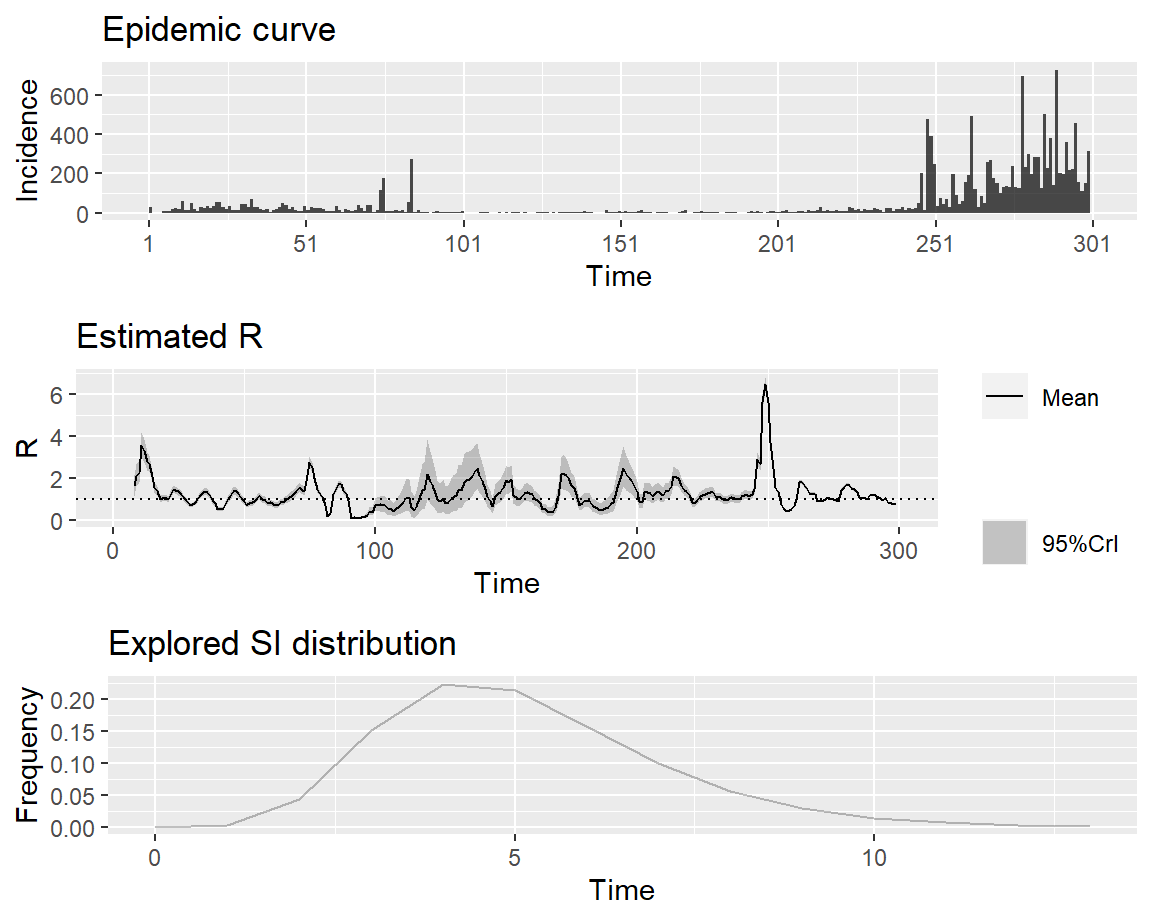 Epidemic curve
Incidence
600
400
200
0
1 51 101 151 201 251 301
Time
Estimated R
R
6
4
2
0
0 100 200 300
Time
Mean
95%CrI
Explored SI distribution
Frequency
0.20
0.15
0.10
0.05
0.00
0 5 10
Time